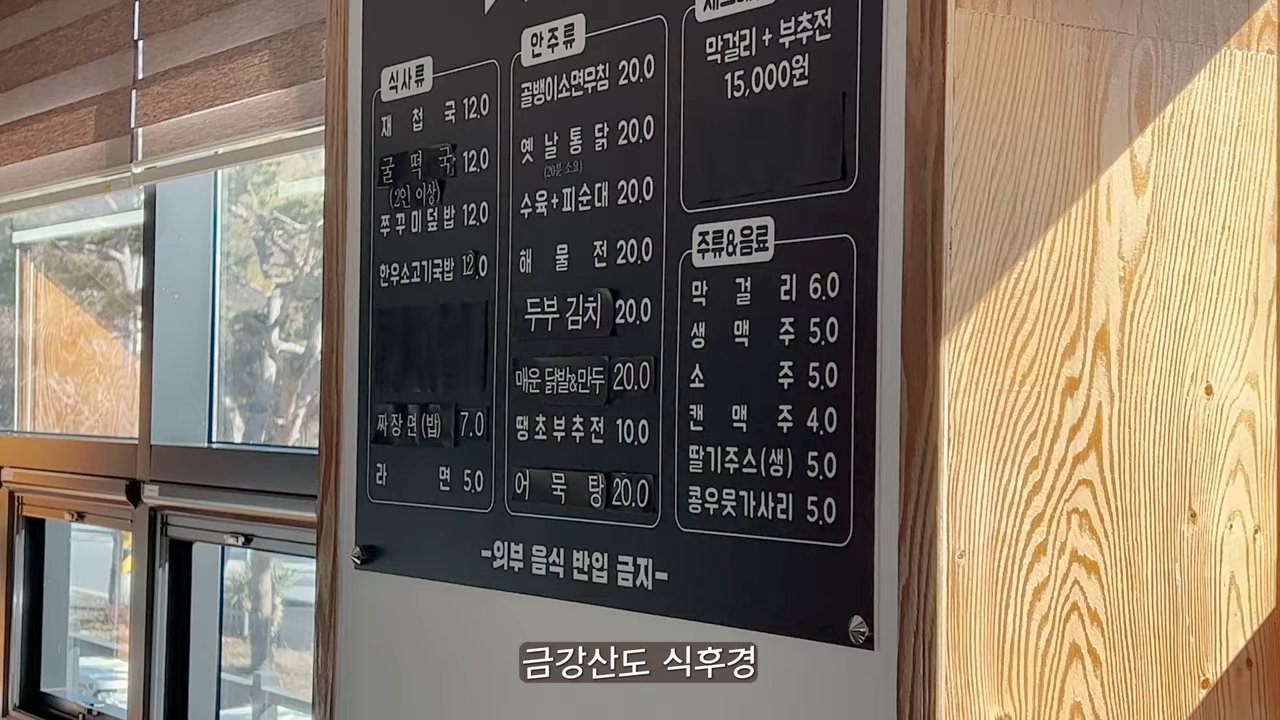 식사류
재첩국 12.0
굴떡국 12.0
(2인 이상)
쭈꾸미덮밥 12.0
한우소고기국밥 12.0
짜장면(밥) 7.0
라면 5.0
안주류
골뱅이소면무침 20.0
옛날통닭 20.0
(20분 소요)
수육+피순대 20.0
해물전 20.0
두부 김치 20.0
매운 닭발&만두 20.0
땡초부추전 10.0
어묵탕 20.0
막걸리 + 부추전
15,000원
주류&음료
막걸리 6.0
생맥주 5.0
소주 5.0
캔맥주 4.0
딸기주스(생) 5.0
콩우뭇가사리 5.0
-외부 음식 반입 금지-
금강산도 식후경